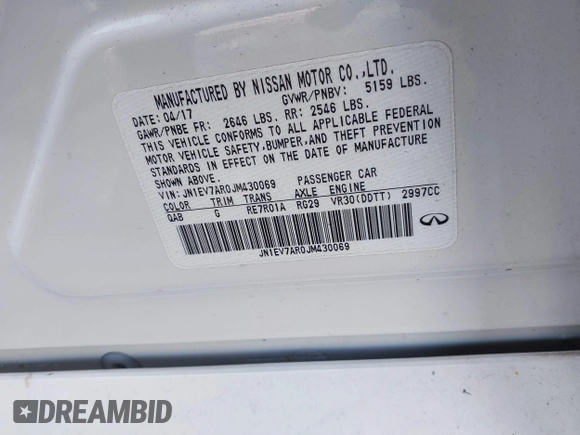 MANUFACTURED BY NISSAN MOTOR CO.,LTD.
DATE: 04/17 GVWR/PNBV: 5159 LBS.
GAWR/PNBE FR: 2646 LBS. RR: 2546 LBS.
THIS VEHICLE CONFORMS TO ALL APPLICABLE FEDERAL
MOTOR VEHICLE SAFETY,BUMPER,AND THEFT PREVENTION
STANDARDS IN EFFECT ON THE DATE OF MANUFACTURE
SHOWN ABOVE.
VIN: JN1EV7AR0JM430069 PASSENGER CAR
COLOR TRIM TRANS AXLE ENGINE
QAB G RE7R01A RG29 VR30(DDTT) 2997CC
JN1EV7AR0JM430069
DREAMBID